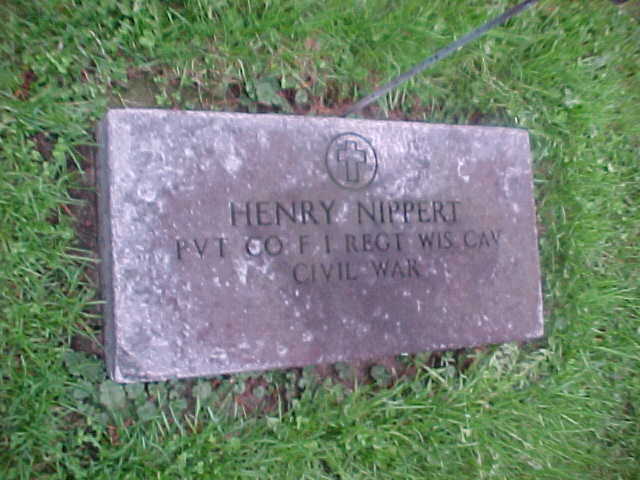 HENRY NIPPERT
PVT CO F 1 REGT WIS CAV
CIVIL WAR